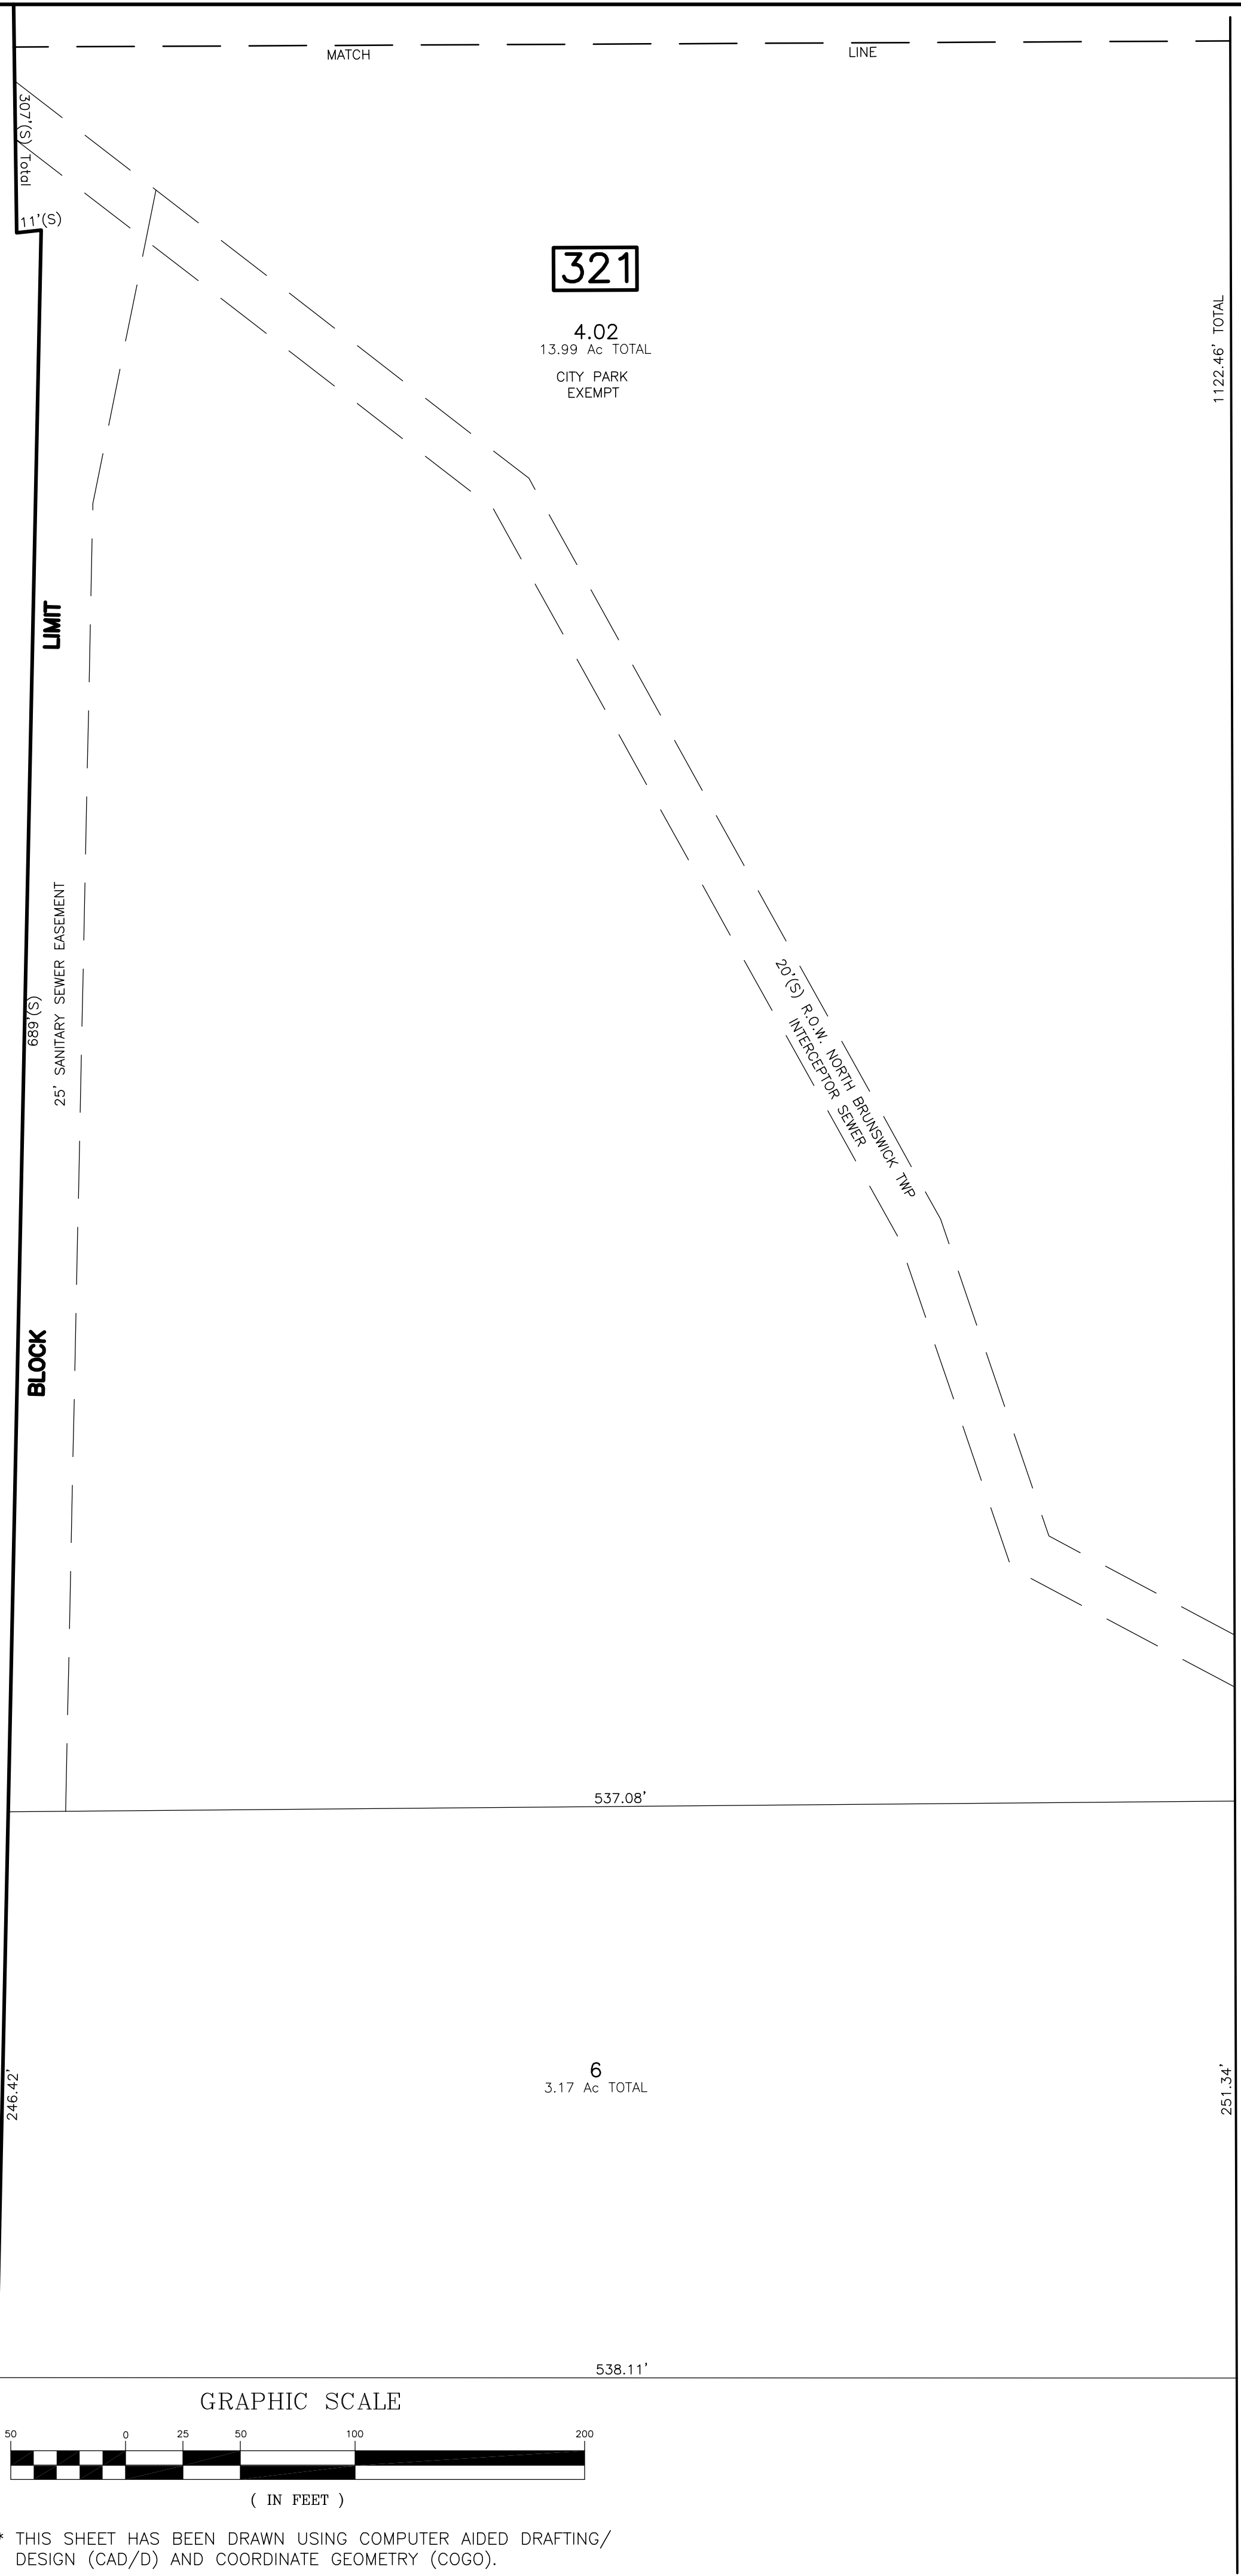 MATCH LINE
307'(S) Total
11'(S)
321
4.02
13.99 Ac TOTAL
CITY PARK
EXEMPT
1122.46' TOTAL
LIMIT
25' SANITARY SEWER EASEMENT
689'(S)
20'(S) R.O.W. NORTH BRUNSWICK TWP
INTERCEPTOR SEWER
BLOCK
537.08'
6
3.17 Ac TOTAL
246.42'
251.34'
538.11'
GRAPHIC SCALE
50 0 25 50 100 200
( IN FEET )
* THIS SHEET HAS BEEN DRAWN USING COMPUTER AIDED DRAFTING/
DESIGN (CAD/D) AND COORDINATE GEOMETRY (COGO).